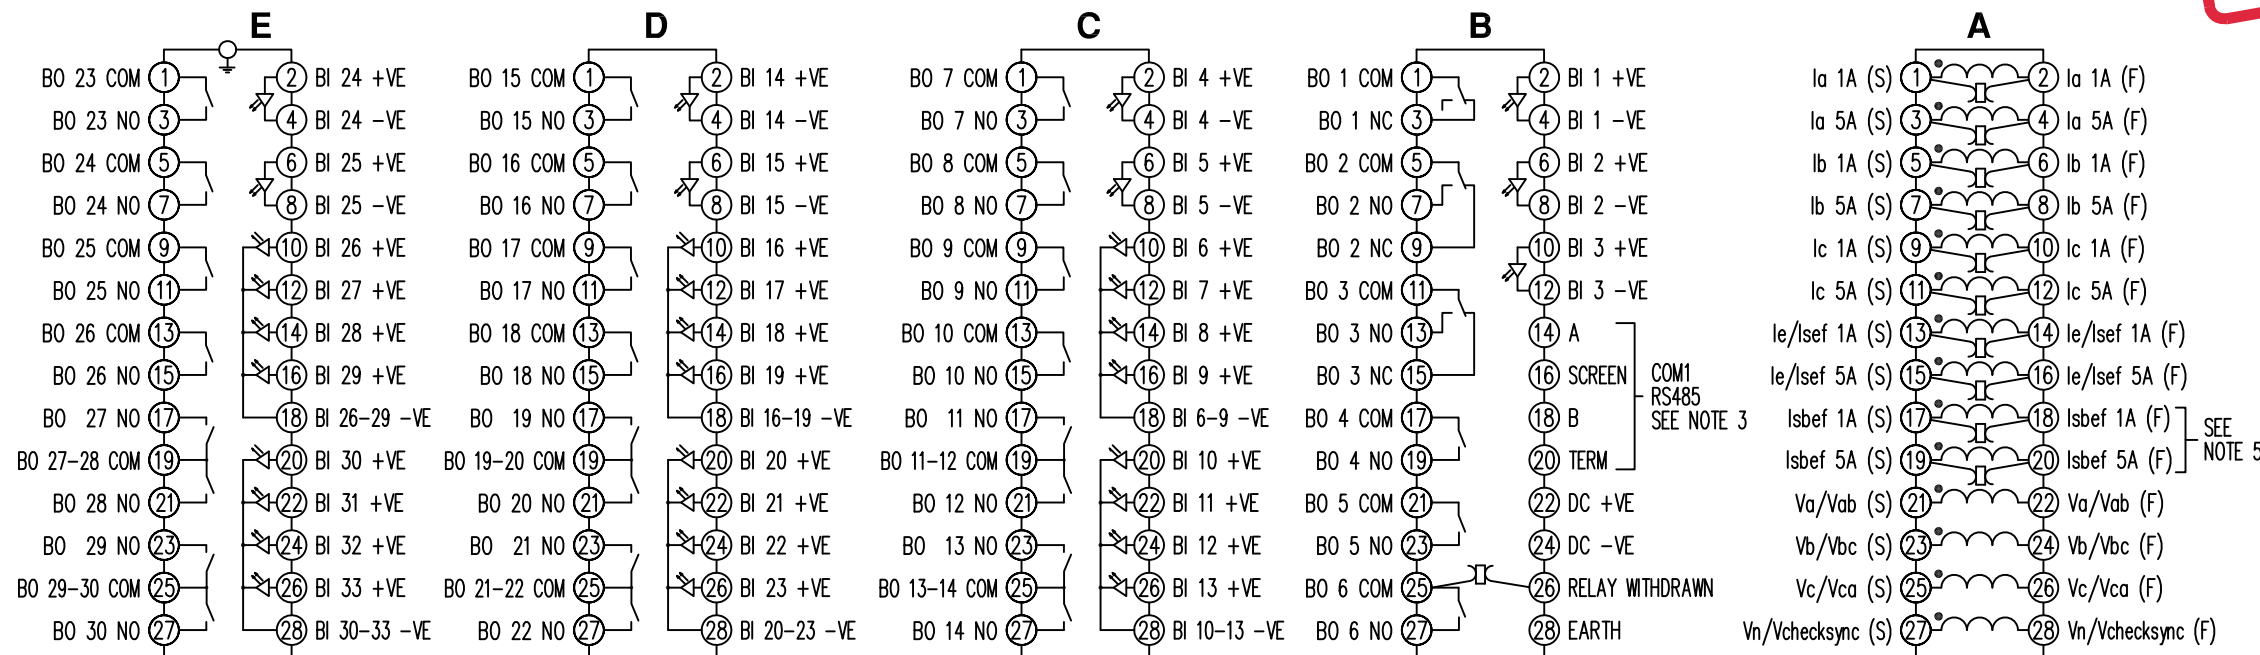 E D C B A
BO 23 COM 1 2 BI 24 +VE BO 15 COM 1 2 BI 14 +VE BO 7 COM 1 2 BI 4 +VE BO 1 COM 1 2 BI 1 +VE Ia 1A (S) 1 2 Ia 1A (F)
BO 23 NO 3 4 BI 24 -VE BO 15 NO 3 4 BI 14 -VE BO 7 NO 3 4 BI 4 -VE BO 1 NC 3 4 BI 1 -VE Ia 5A (S) 3 4 Ia 5A (F)
BO 24 COM 5 6 BI 25 +VE BO 16 COM 5 6 BI 15 +VE BO 8 COM 5 6 BI 5 +VE BO 2 COM 5 6 BI 2 +VE Ib 1A (S) 5 6 Ib 1A (F)
BO 24 NO 7 8 BI 25 -VE BO 16 NO 7 8 BI 15 -VE BO 8 NO 7 8 BI 5 -VE BO 2 NO 7 8 BI 2 -VE Ib 5A (S) 7 8 Ib 5A (F)
BO 25 COM 9 10 BI 26 +VE BO 17 COM 9 10 BI 16 +VE BO 9 COM 9 10 BI 6 +VE BO 2 NC 9 10 BI 3 +VE Ic 1A (S) 9 10 Ic 1A (F)
BO 25 NO 11 12 BI 27 +VE BO 17 NO 11 12 BI 17 +VE BO 9 NO 11 12 BI 7 +VE BO 3 COM 11 12 BI 3 -VE Ic 5A (S) 11 12 Ic 5A (F)
BO 26 COM 13 14 BI 28 +VE BO 18 COM 13 14 BI 18 +VE BO 10 COM 13 14 BI 8 +VE BO 3 NO 13 14 A Ie/Isef 1A (S) 13 14 Ie/Isef 1A (F)
BO 26 NO 15 16 BI 29 +VE BO 18 NO 15 16 BI 19 +VE BO 10 NO 15 16 BI 9 +VE BO 3 NC 15 16 SCREEN COM1 Ie/Isef 5A (S) 15 16 Ie/Isef 5A (F)
RS485
BO 27 NO 17 18 BI 26-29 -VE BO 19 NO 17 18 BI 16-19 -VE BO 11 NO 17 18 BI 6-9 -VE BO 4 COM 17 18 B SEE NOTE 3 Isbef 1A (S) 17 18 Isbef 1A (F) SEE
NOTE 5
BO 27-28 COM 19 20 BI 30 +VE BO 19-20 COM 19 20 BI 20 +VE BO 11-12 COM 19 20 BI 10 +VE BO 4 NO 19 20 TERM Isbef 5A (S) 19 20 Isbef 5A (F)
BO 28 NO 21 22 BI 31 +VE BO 20 NO 21 22 BI 21 +VE BO 12 NO 21 22 BI 11 +VE BO 5 COM 21 22 DC +VE Va/Vab (S) 21 22 Va/Vab (F)
BO 29 NO 23 24 BI 32 +VE BO 21 NO 23 24 BI 22 +VE BO 13 NO 23 24 BI 12 +VE BO 5 NO 23 24 DC -VE Vb/Vbc (S) 23 24 Vb/Vbc (F)
BO 29-30 COM 25 26 BI 33 +VE BO 21-22 COM 25 26 BI 23 +VE BO 13-14 COM 25 26 BI 13 +VE BO 6 COM 25 26 RELAY WITHDRAWN Vc/Vca (S) 25 26 Vc/Vca (F)
BO 30 NO 27 28 BI 30-33 -VE BO 22 NO 27 28 BI 20-23 -VE BO 14 NO 27 28 BI 10-13 -VE BO 6 NO 27 28 EARTH Vn/Vchecksync (S) 27 28 Vn/Vchecksync (F)